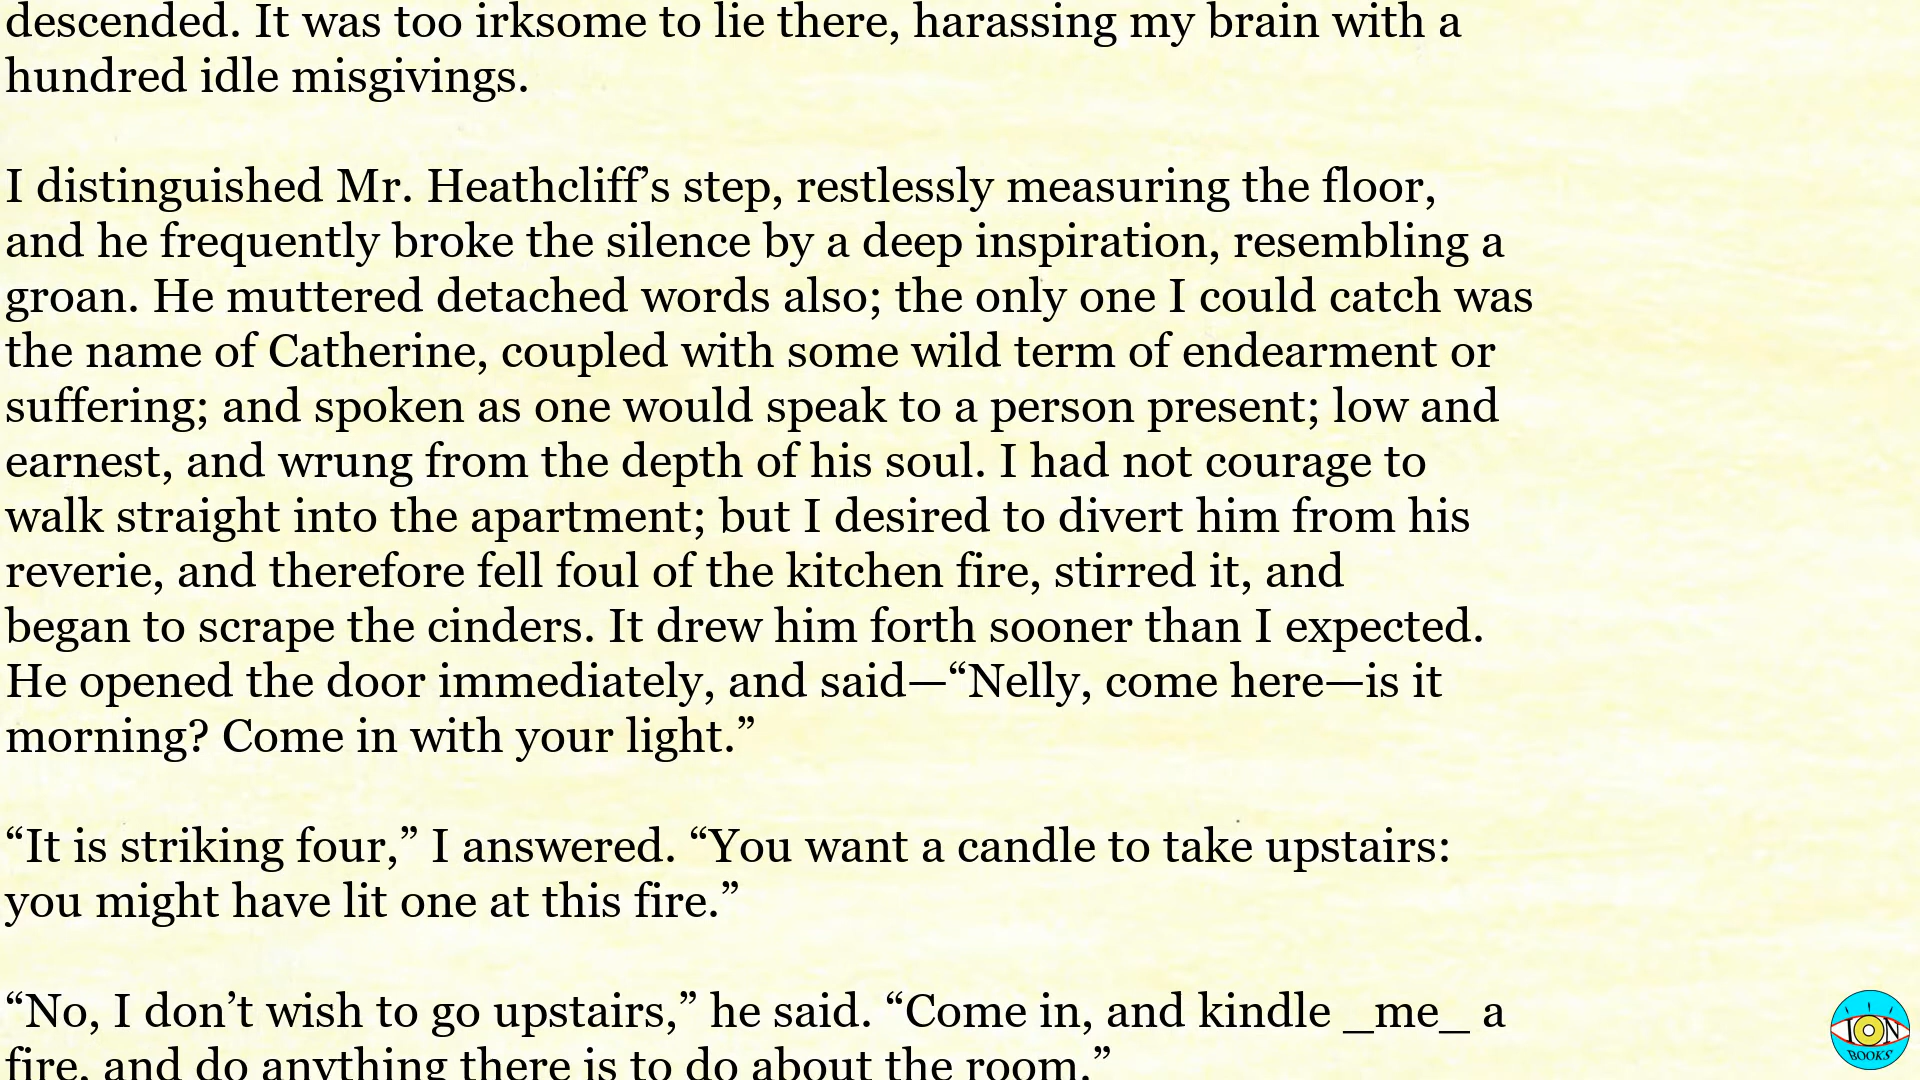 descended. It was too irksome to lie there, harassing my brain with a
hundred idle misgivings.
I distinguished Mr. Heathcliff’s step, restlessly measuring the floor,
and he frequently broke the silence by a deep inspiration, resembling a
groan. He muttered detached words also; the only one I could catch was
the name of Catherine, coupled with some wild term of endearment or
suffering; and spoken as one would speak to a person present; low and
earnest, and wrung from the depth of his soul. I had not courage to
walk straight into the apartment; but I desired to divert him from his
reverie, and therefore fell foul of the kitchen fire, stirred it, and
began to scrape the cinders. It drew him forth sooner than I expected.
He opened the door immediately, and said—“Nelly, come here—is it
morning? Come in with your light.”
“It is striking four,” I answered. “You want a candle to take upstairs:
you might have lit one at this fire.”
“No, I don’t wish to go upstairs,” he said. “Come in, and kindle _me_ a
fire, and do anything there is to do about the room.”
ION
BOOKS